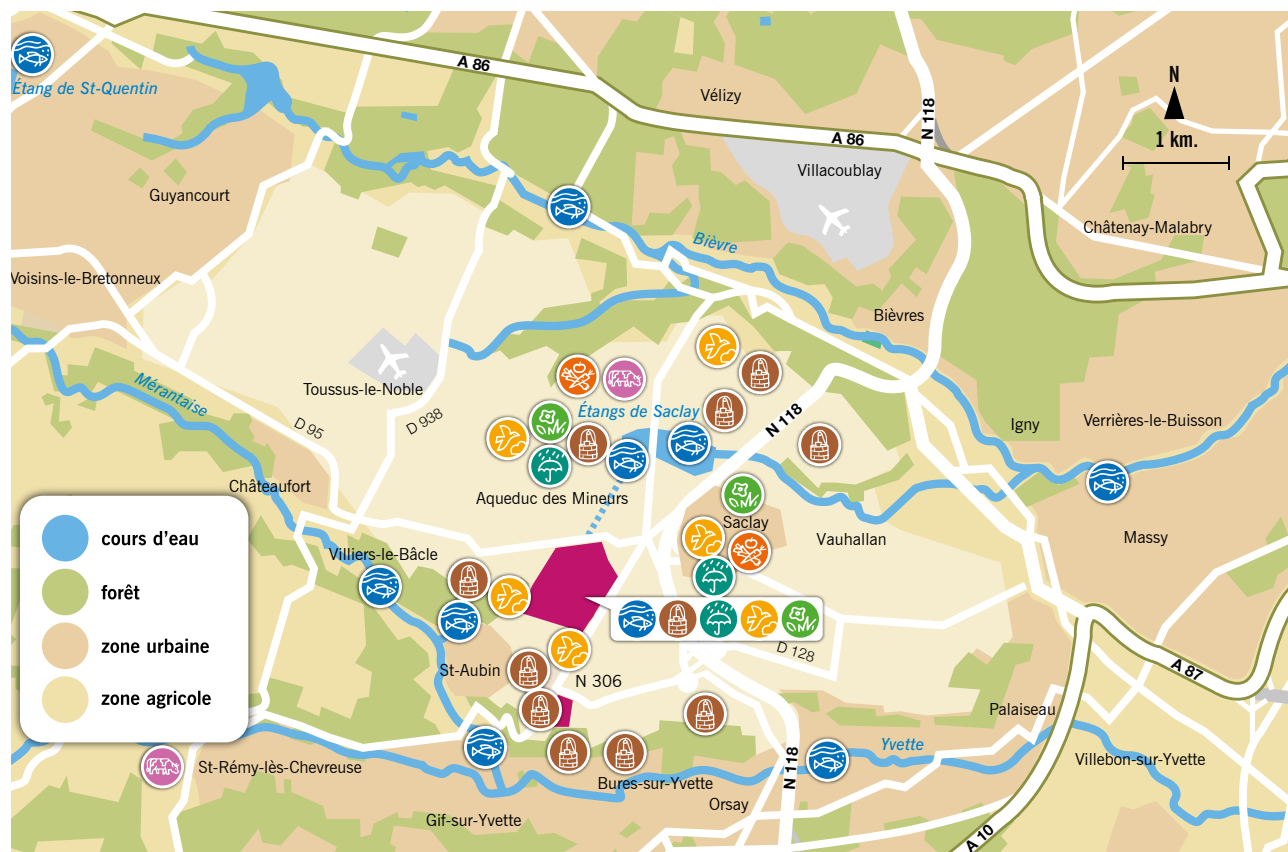 A 86
Étang de St-Quentin
Vélizy
N 118
N
1 km.
A 86
Villacoublay
Guyancourt
Châtenay-Malabry
Bièvre
Voisins-le-Bretonneux
Bièvres
Mérantaise
Toussus-le-Noble
D 95
D 938
Étangs de Saclay
N 118
Igny
Verrières-le-Buisson
Châteaufort
Aqueduc des Mineurs
Saclay
Vauhallan
Massy
cours d'eau
forêt
zone urbaine
zone agricole
Villiers-le-Bâcle
St-Aubin
N 306
D 128
A 87
Palaiseau
Yvette
Villebon-sur-Yvette
St-Rémy-lès-Chevreuse
Bures-sur-Yvette
N 118
Orsay
Gif-sur-Yvette
A 10